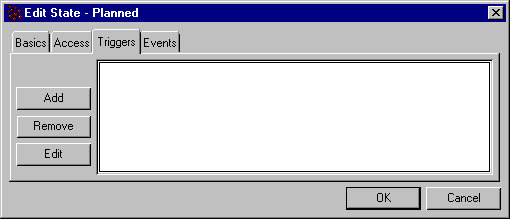 Edit State - Planned
Basics Access Triggers Events
Add
Remove
Edit
OK Cancel